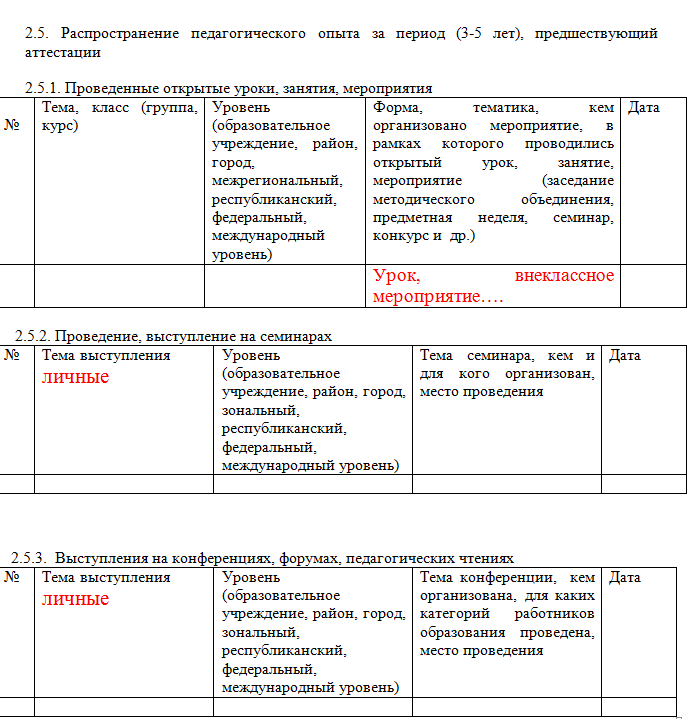 2.5. Распространение педагогического опыта за период (3-5 лет), предшествующий
аттестации
2.5.1. Проведенные открытые уроки, занятия, мероприятия
№
Тема, класс (группа,
курс)
Уровень
(образовательное
учреждение, район,
город,
межрегиональный,
республиканский,
федеральный,
международный
уровень)
Форма, тематика, кем
организовано мероприятие, в
рамках которого проводились
открытый урок, занятие,
мероприятие (заседание
методического объединения,
предметная неделя, семинар,
конкурс и др.)
Дата
Урок, внеклассное
мероприятие….
2.5.2. Проведение, выступление на семинарах
№
Тема выступления
личные
Уровень
(образовательное
учреждение, район, город,
зональный,
республиканский,
федеральный,
международный уровень)
Тема семинара, кем и
для кого организован,
место проведения
Дата
2.5.3. Выступления на конференциях, форумах, педагогических чтениях
№
Тема выступления
личные
Уровень
(образовательное
учреждение, район, город,
зональный,
республиканский,
федеральный,
международный уровень)
Тема конференции, кем
организована, для каких
категорий работников
образования проведена,
место проведения
Дата